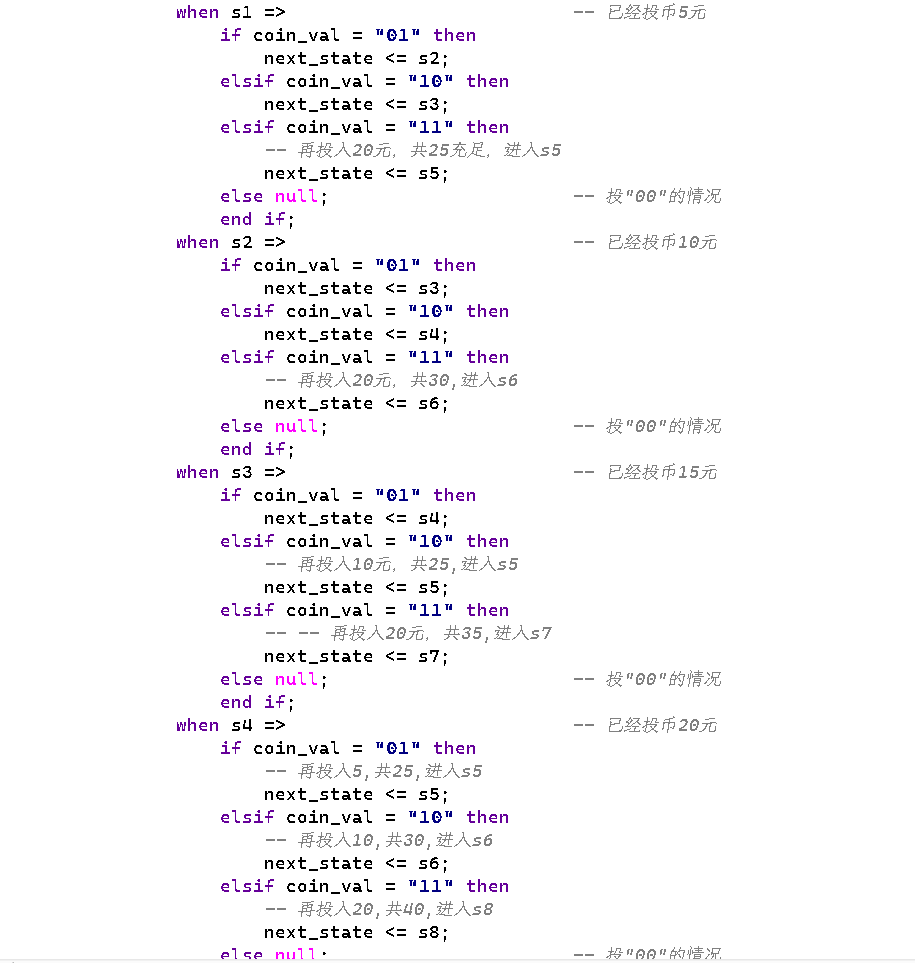 when s1 => -- 已经投币5元
if coin_val = "01" then
next_state <= s2;
elsif coin_val = "10" then
next_state <= s3;
elsif coin_val = "11" then
-- 再投入20元，共25充足，进入s5
next_state <= s5;
else null; -- 投"00"的情况
end if;
when s2 => -- 已经投币10元
if coin_val = "01" then
next_state <= s3;
elsif coin_val = "10" then
next_state <= s4;
elsif coin_val = "11" then
-- 再投入20元，共30,进入s6
next_state <= s6;
else null; -- 投"00"的情况
end if;
when s3 => -- 已经投币15元
if coin_val = "01" then
next_state <= s4;
elsif coin_val = "10" then
-- 再投入10元，共25,进入s5
next_state <= s5;
elsif coin_val = "11" then
-- -- 再投入20元，共35,进入s7
next_state <= s7;
else null; -- 投"00"的情况
end if;
when s4 => -- 已经投币20元
if coin_val = "01" then
-- 再投入5,共25,进入s5
next_state <= s5;
elsif coin_val = "10" then
-- 再投入10,共30,进入s6
next_state <= s6;
elsif coin_val = "11" then
-- 再投入20,共40,进入s8
next_state <= s8;
else null; -- 投"00"的情况